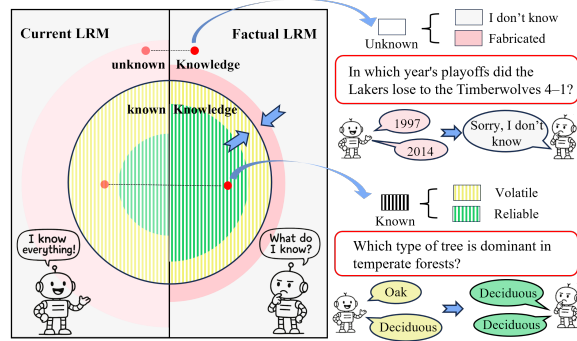 Current LRM
Factual LRM
unknown Knowledge
known Knowledge
I know
everything!
What do
I know?
Unknown
I don't know
Fabricated
In which year's playoffs did the
Lakers lose to the Timberwolves 4–1?
1997
2014
Sorry, I don't
know
Known
Volatile
Reliable
Which type of tree is dominant in
temperate forests?
Oak
Deciduous
Deciduous
Deciduous